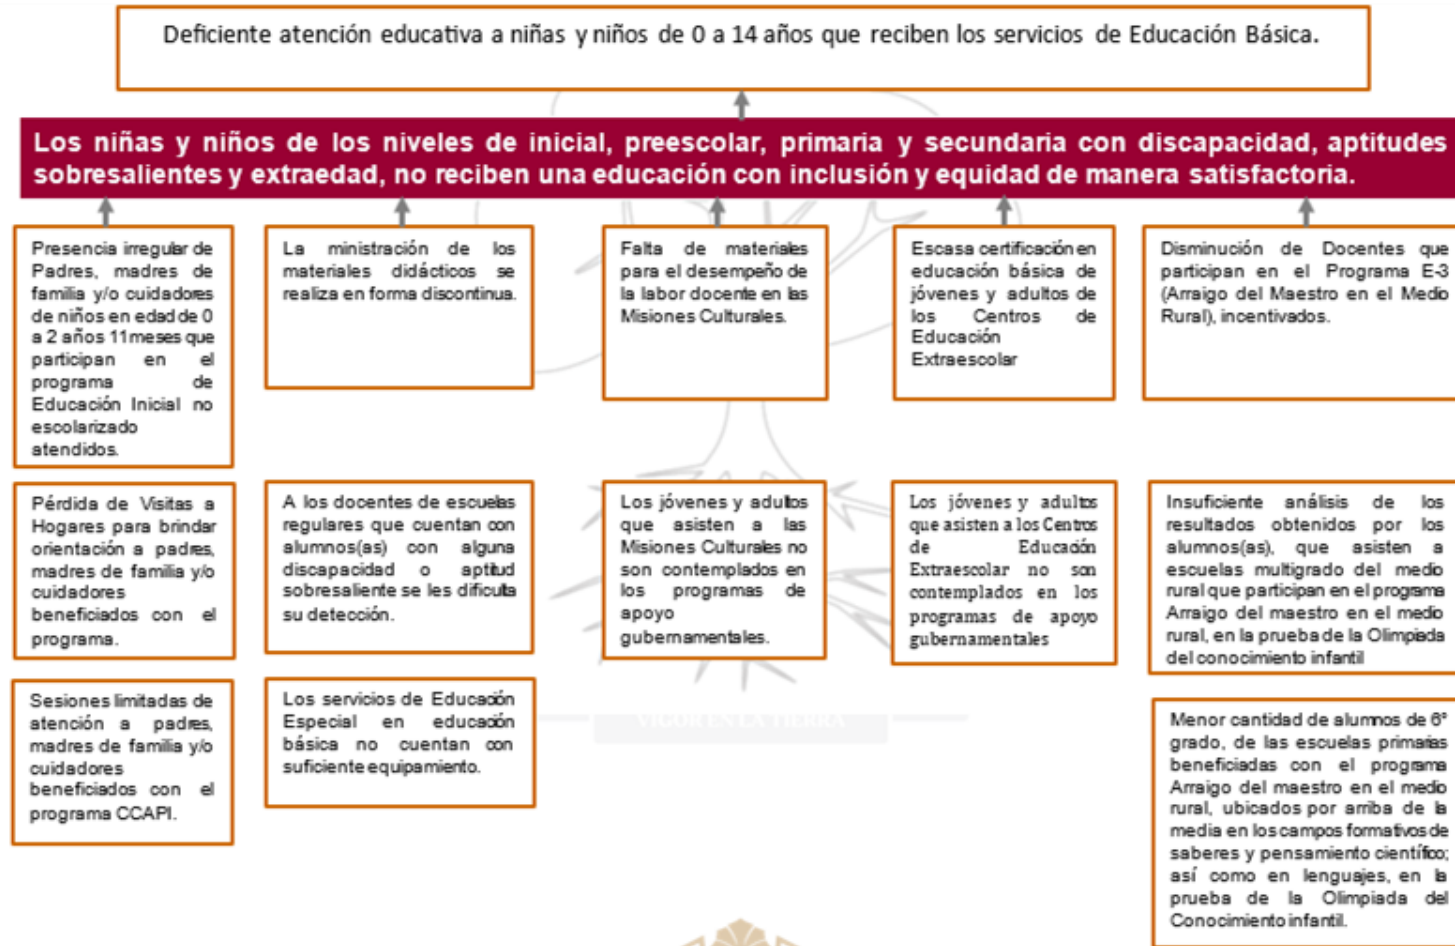 Deficiente atención educativa a niñas y niños de 0 a 14 años que reciben los servicios de Educación Básica.
Los niñas y niños de los niveles de inicial, preescolar, primaria y secundaria con discapacidad, aptitudes
sobresalientes y extraedad, no reciben una educación con inclusión y equidad de manera satisfactoria.
Presencia irregular de
Padres, madres de
familia y/o cuidadores
de niños en edad de 0
a 2 años 11meses que
participan en el
programa de
Educación Inicial no
escolarizado
atendidos.
La ministración de los
materiales didácticos se
realiza en forma discontinua.
Falta de materiales
para el desempeño de
la labor docente en las
Misiones Culturales.
Escasa certificación en
educación básica de
jóvenes y adultos de
los Centros de
Educación
Extraescolar
Disminución de Docentes que
participan en el Programa E-3
(Arraigo del Maestro en el Medio
Rural), incentivados.
Pérdida de Visitas a
Hogares para brindar
orientación a padres,
madres de familia y/o
cuidadores
beneficiados con el
programa.
A los docentes de escuelas
regulares que cuentan con
alumnos(as) con alguna
discapacidad o aptitud
sobresaliente se les dificulta
su detección.
Los jóvenes y adultos
que asisten a las
Misiones Culturales no
son contemplados en
los programas de
apoyo
gubernamentales.
Los jóvenes y adultos
que asisten a los Centros
de Educación
Extraescolar no son
contemplados en los
programas de apoyo
gubernamentales
Insuficiente análisis de los
resultados obtenidos por los
alumnos(as), que asisten a
escuelas multigrado del medio
rural que participan en el programa
Arraigo del maestro en el medio
rural, en la prueba de la Olimpiada
del conocimiento infantil
Sesiones limitadas de
atención a padres,
madres de familia y/o
cuidadores
beneficiados con el
programa CCAPI.
Los servicios de Educación
Especial en educación
básica no cuentan con
suficiente equipamiento.
VIGOR EN LA TIERRA
Menor cantidad de alumnos de 6°
grado, de las escuelas primarias
beneficiadas con el programa
Arraigo del maestro en el medio
rural, ubicados por arriba de la
media en los campos formativos de
saberes y pensamiento científico;
así como en lenguajes, en la
prueba de la Olimpiada del
Conocimiento infantil.